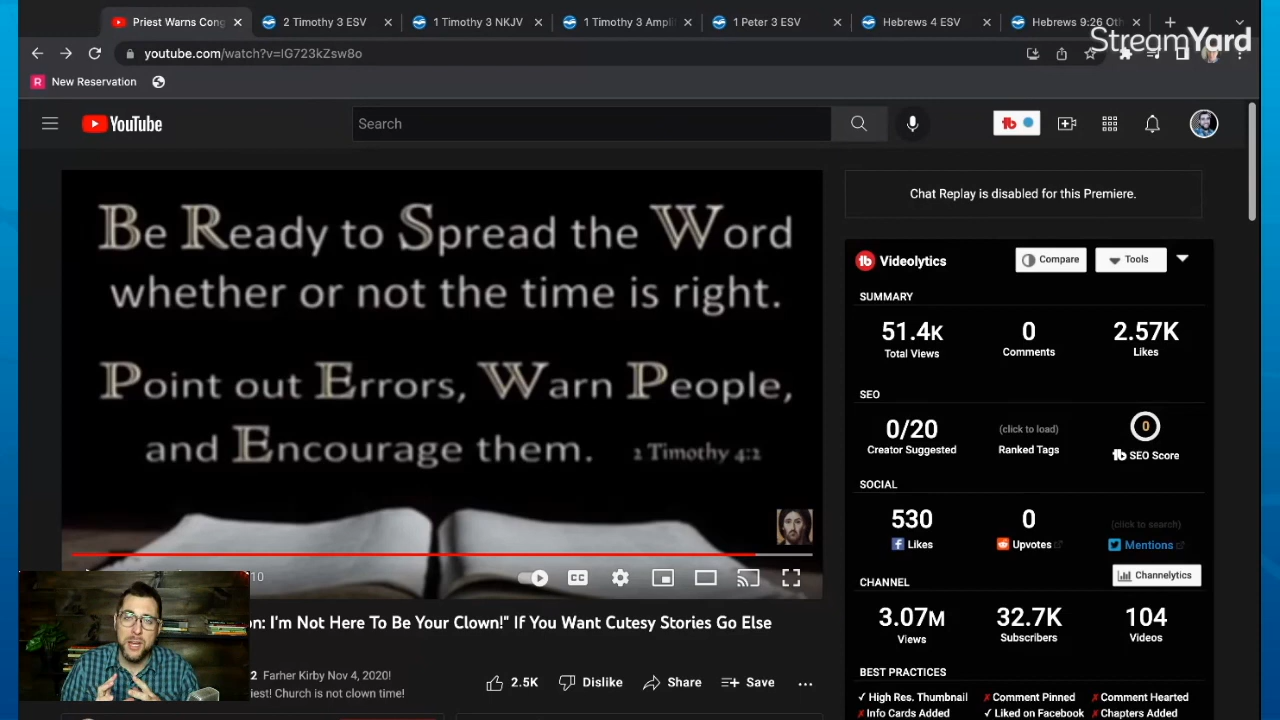 Priest Warns Cong
2 Timothy 3 ESV
1 Timothy 3 NKJV
1 Timothy 3 Ampli
1 Peter 3 ESV
Hebrews 4 ESV
Hebrews 9:26 Oth
StreamYard
youtube.com/watch?v=IG723kZsw8o
R New Reservation
YouTube
Search
Be Ready to Spread the Word
whether or not the time is right.
Point out Errors, Warn People,
and Encourage them. 2 Timothy 4:2
10
CC
on: I'm Not Here To Be Your Clown!" If You Want Cutesy Stories Go Else
2 Farher Kirby Nov 4, 2020!
iest! Church is not clown time!
2.5K
Dislike
Share
Save
Chat Replay is disabled for this Premiere.
Videolytics
Compare
Tools
SUMMARY
51.4K 0 2.57K
Total Views Comments Likes
SEO
0/20 (click to load) 0
Creator Suggested Ranked Tags SEO Score
SOCIAL
530 0 (click to search)
Likes Upvotes Mentions
CHANNEL
Channelytics
3.07M 32.7K 104
Views Subscribers Videos
BEST PRACTICES
✓ High Res. Thumbnail ✗ Comment Pinned ✗ Comment Hearted
✗ Info Cards Added ✓ Liked on Facebook ✗ Chapters Added